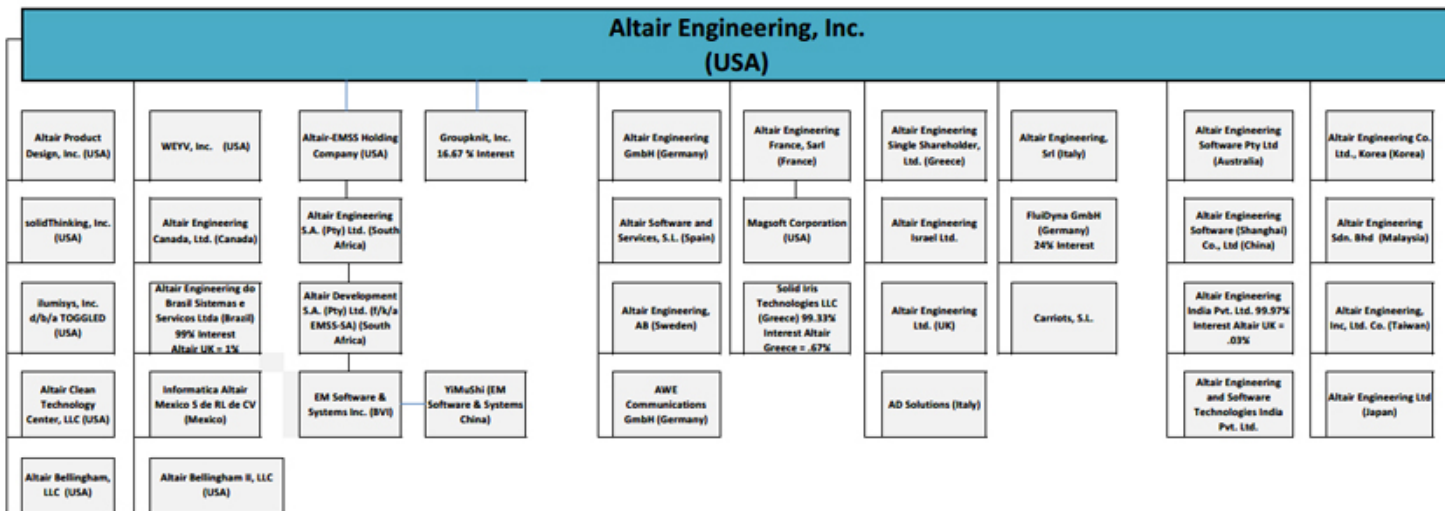 Altair Engineering, Inc.
(USA)
Altair Product
Design, Inc. (USA)
WEYV, Inc. (USA)
Altair-EMSS Holding
Company (USA)
Groupknit, Inc.
16.67 % Interest
Altair Engineering
GmbH (Germany)
Altair Engineering
France, Sarl
(France)
Altair Engineering
Single Shareholder,
Ltd. (Greece)
Altair Engineering,
Srl (Italy)
Altair Engineering
Software Pty Ltd
(Australia)
Altair Engineering Co.
Ltd., Korea (Korea)
solidThinking, Inc.
(USA)
Altair Engineering
Canada, Ltd. (Canada)
Altair Engineering
S.A. (Pty) Ltd. (South
Africa)
Altair Software and
Services, S.L. (Spain)
Magsoft Corporation
(USA)
Altair Engineering
Israel Ltd.
FluiDyna GmbH
(Germany)
24% Interest
Altair Engineering
Software (Shanghai)
Co., Ltd (China)
Altair Engineering
Sdn. Bhd (Malaysia)
ilumisys, Inc.
d/b/a TOGGLED
(USA)
Altair Engineering do
Brasil Sistemas e
Servicos Ltda (Brazil)
99% Interest
Altair UK = 1%
Altair Development
S.A. (Pty) Ltd. (f/k/a
EMSS-SA) (South
Africa)
Altair Engineering,
AB (Sweden)
Solid Iris
Technologies LLC
(Greece) 99.33%
Interest Altair
Greece = .67%
Altair Engineering
Ltd. (UK)
Carriots, S.L.
Altair Engineering
India Pvt. Ltd. 99.97%
Interest Altair UK =
.03%
Altair Engineering,
Inc, Ltd. Co. (Taiwan)
Altair Clean
Technology
Center, LLC (USA)
Informatica Altair
Mexico S de RL de CV
(Mexico)
EM Software &
Systems Inc. (BVI)
YiMuShi (EM
Software & Systems
China)
AWE
Communications
GmbH (Germany)
AD Solutions (Italy)
Altair Engineering
and Software
Technologies India
Pvt. Ltd.
Altair Engineering Ltd
(Japan)
Altair Bellingham,
LLC (USA)
Altair Bellingham II, LLC
(USA)